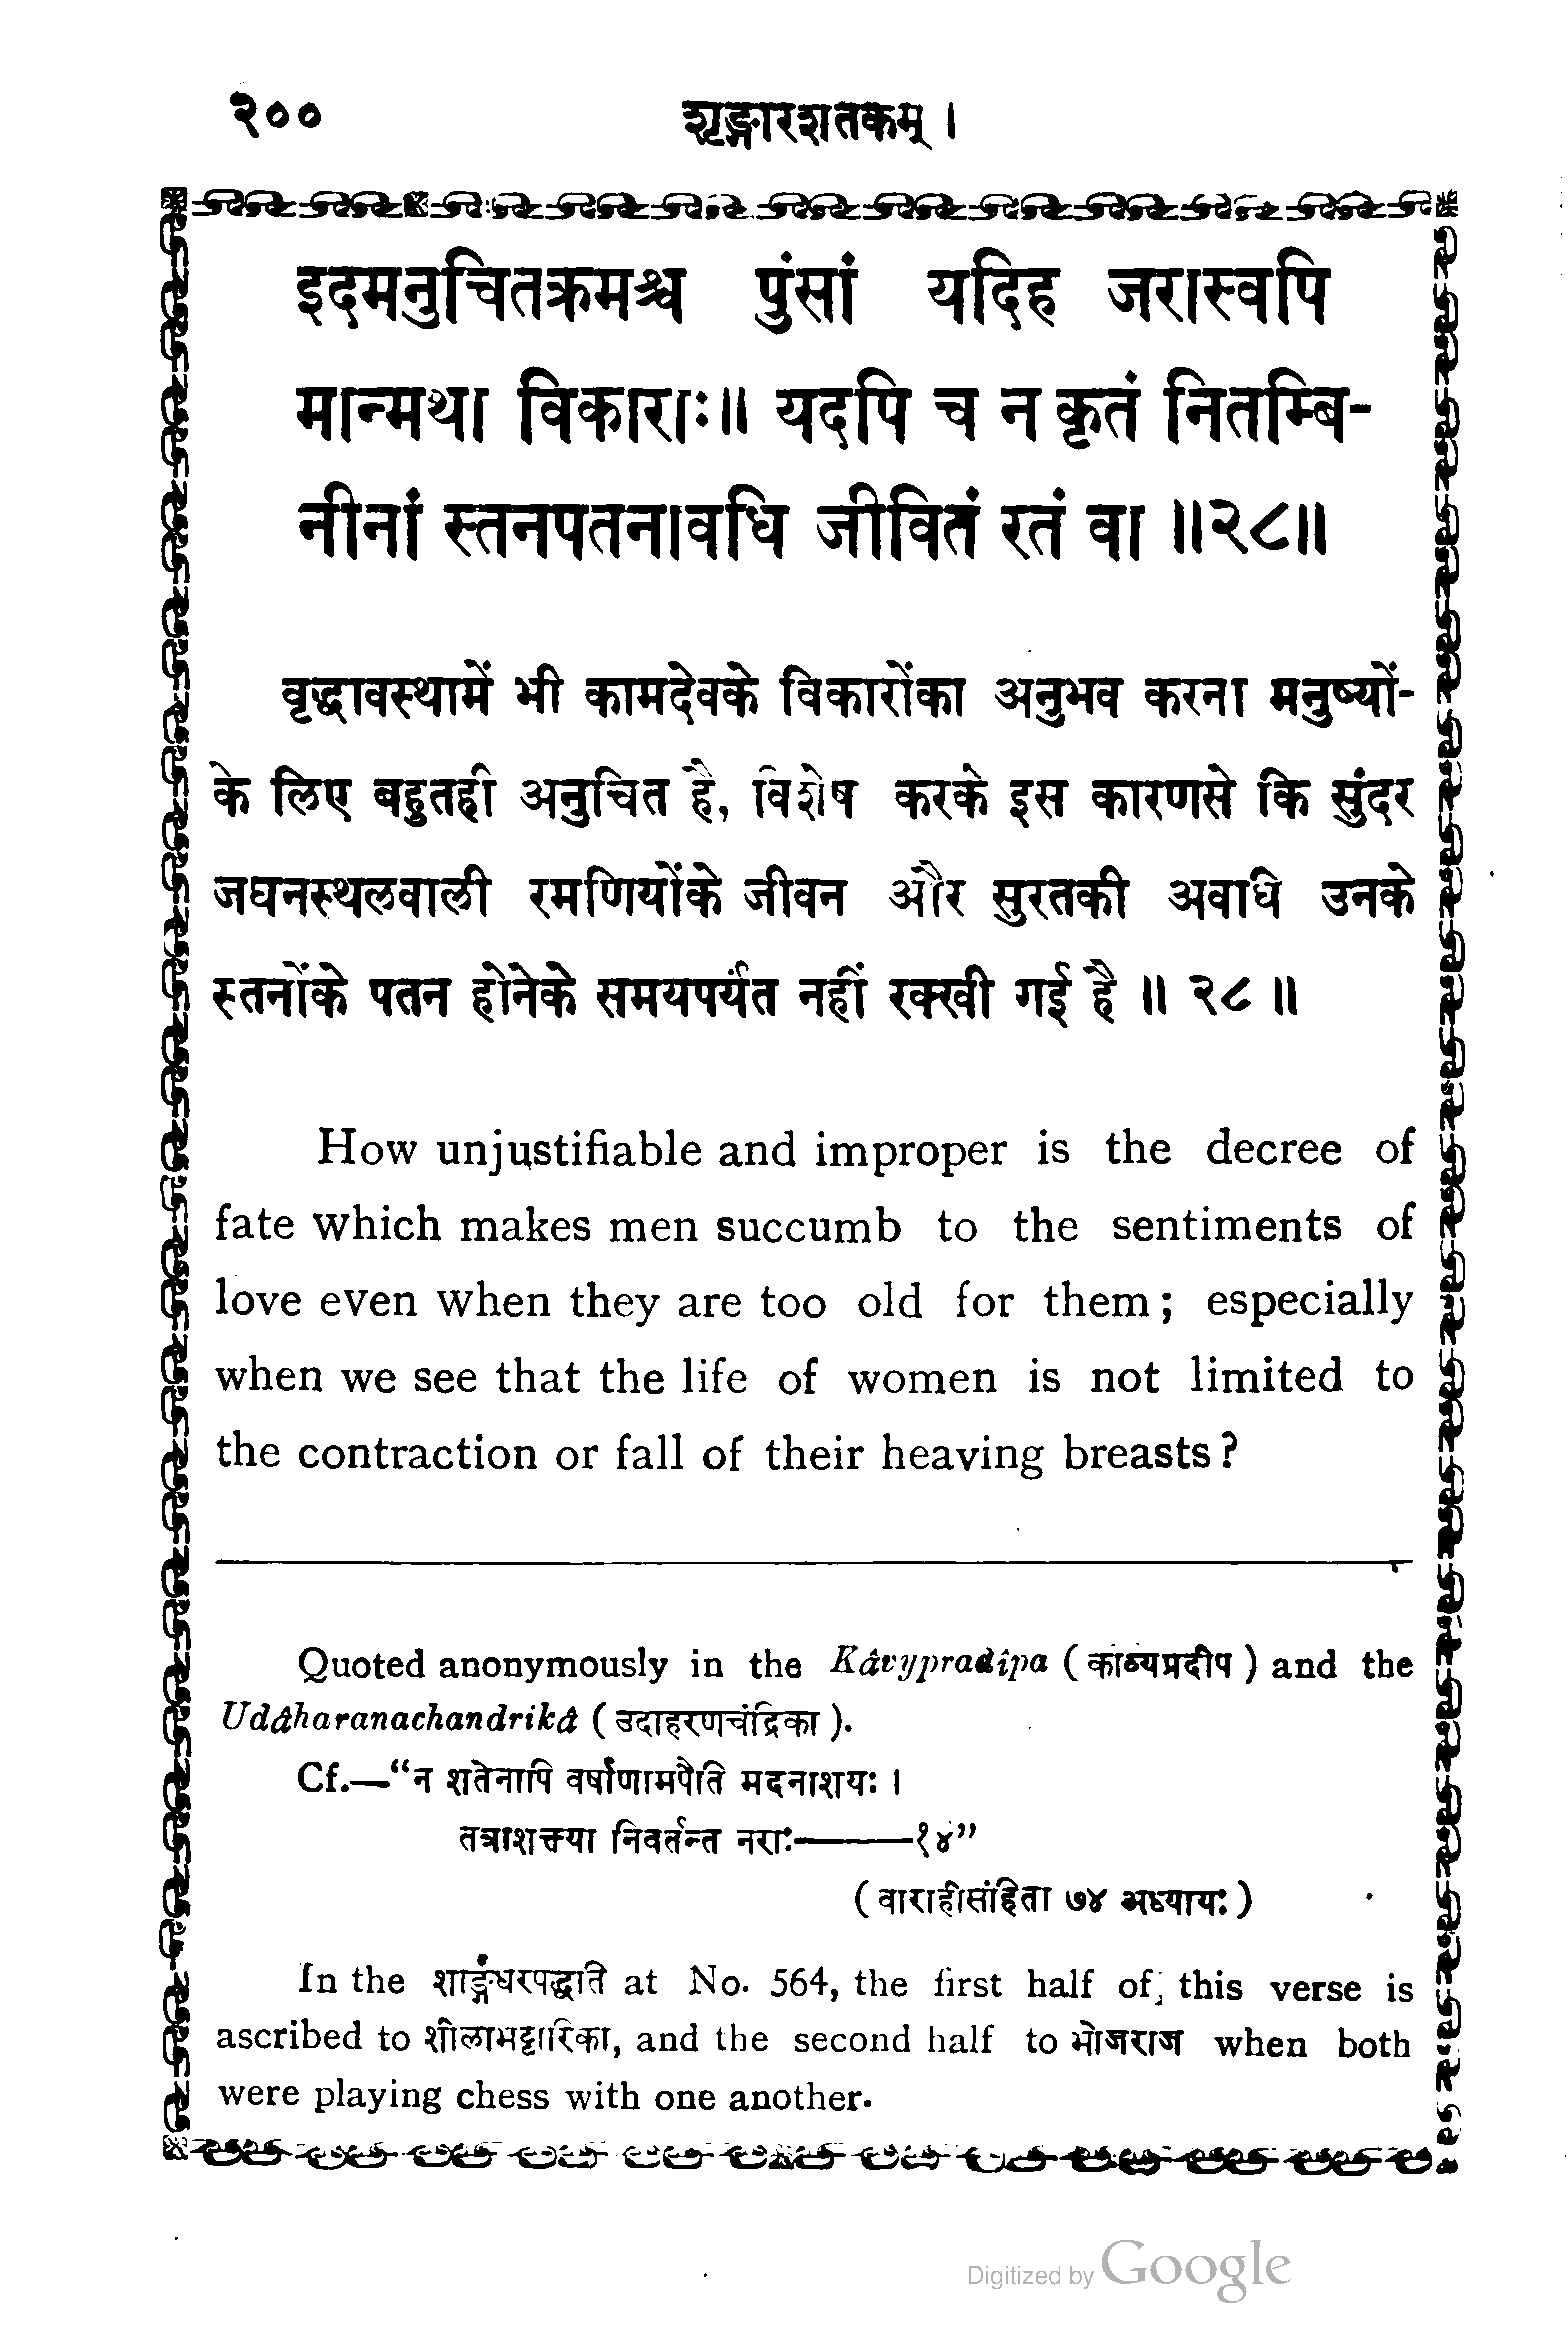 २००
शृङ्गारशतकम् ।
इदमनुचितक्रमश्च पुंसां यदिह जरास्वपि
मान्मथा विकाराः॥ यदपि च न कृतं नितम्बि-
नीनां स्तनपतनावधि जीवितं रतं वा ॥२८॥
वृद्धावस्थामें भी कामदेवके विकारोंका अनुभव करना मनुष्यों-
के लिए बहुतही अनुचित है, विशेष करके इस कारणसे कि सुंदर
जघनस्थलवाली रमणियोंके जीवन और सुरतकी अवाधि उनके
स्तनोंके पतन होनेके समयपर्यंत नहीं रक्खी गई है ॥ २८ ॥
How unjustifiable and improper is the decree of
fate which makes men succumb to the sentiments of
love even when they are too old for them; especially
when we see that the life of women is not limited to
the contraction or fall of their heaving breasts?
Quoted anonymously in the Kâvypradîpa ( काव्यप्रदीप ) and the
Udâharanachandrikâ ( उदाहरणचंद्रिका ).
Cf.—“न शतेनापि वर्षाणामपैति मदनाशयः ।
तत्राशक्तया निवर्तन्त नराः———१४”
( वाराहीसंहिता ७४ अध्यायः )
In the शार्ङ्गधरपद्धति at No. 564, the first half of this verse is
ascribed to शीलाभट्टारिका, and the second half to भोजराज when both
were playing chess with one another.
Digitized by Google